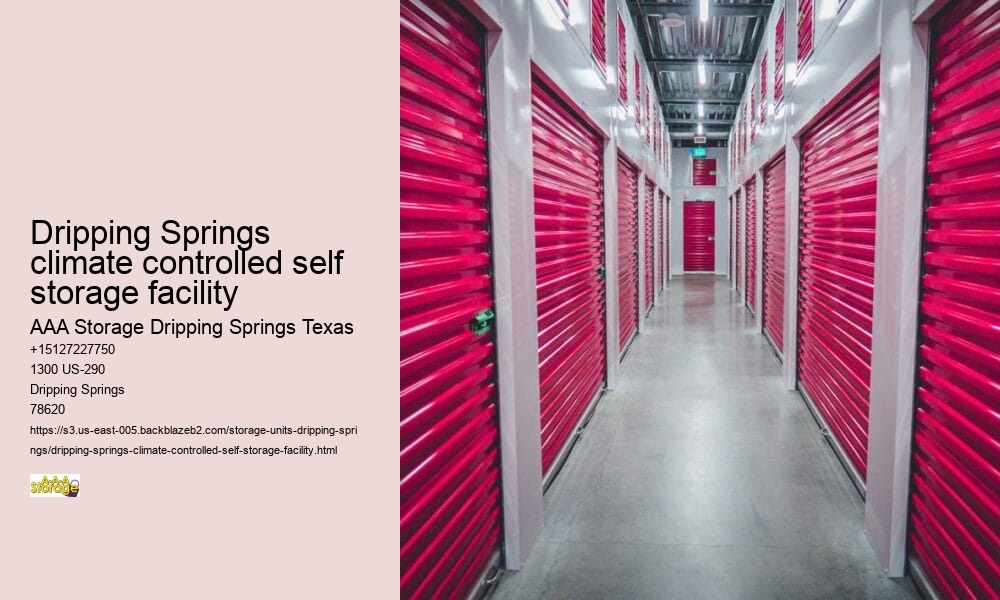 Dripping Springs
climate controlled self
storage facility
AAA Storage Dripping Springs Texas
+15127227750
1300 US-290
Dripping Springs
78620
https://s3.us-east-005.backblazeb2.com/storage-units-dripping-spri
ngs/dripping-springs-climate-controlled-self-storage-facility.html
AAA
Storage